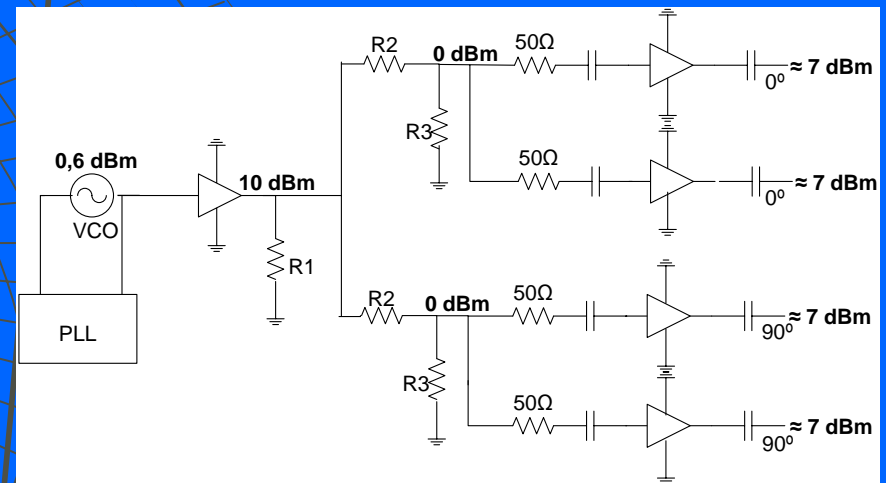 R2
0 dBm
50Ω
0º
≈ 7 dBm
R3
0,6 dBm
VCO
10 dBm
50Ω
0º
≈ 7 dBm
R1
PLL
R2
0 dBm
50Ω
90º
≈ 7 dBm
R3
50Ω
90º
≈ 7 dBm